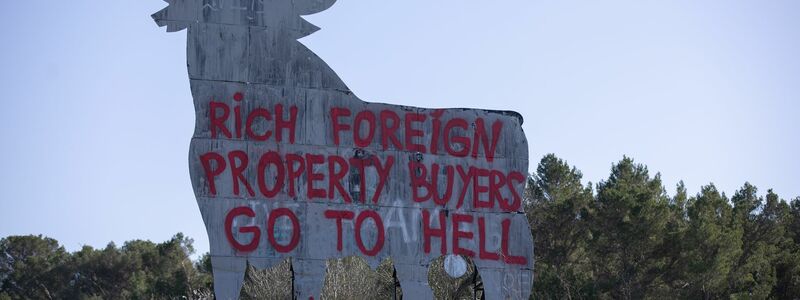 RiCH FOREiGN
PROPERTY BUYERS
GO TO HELL